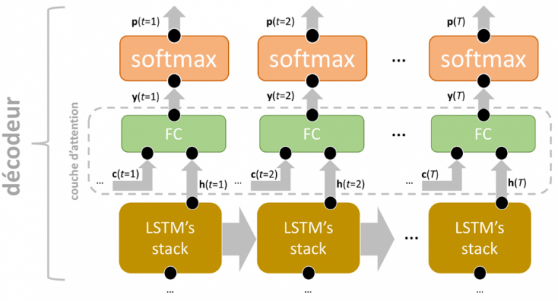 p(t=1) p(t=2) p(T)
softmax softmax ... softmax
y(t=1) y(t=2) y(T)
décodeur
couche d'attention
FC FC ... FC
... c(t=1) ... c(t=2) ... c(T)
h(t=1) h(t=2) h(T)
LSTM's LSTM's ... LSTM's
stack stack stack
... ... ...